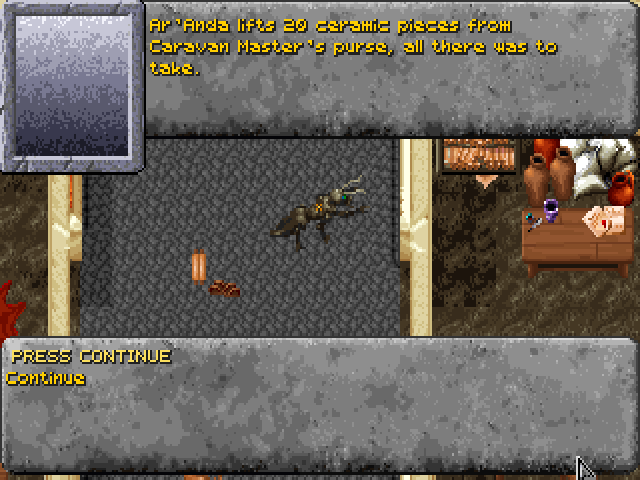 Ar'Anda lifts 20 ceramic pieces from
Caravan Master's purse, all there was to
take.
PRESS CONTINUE
Continue